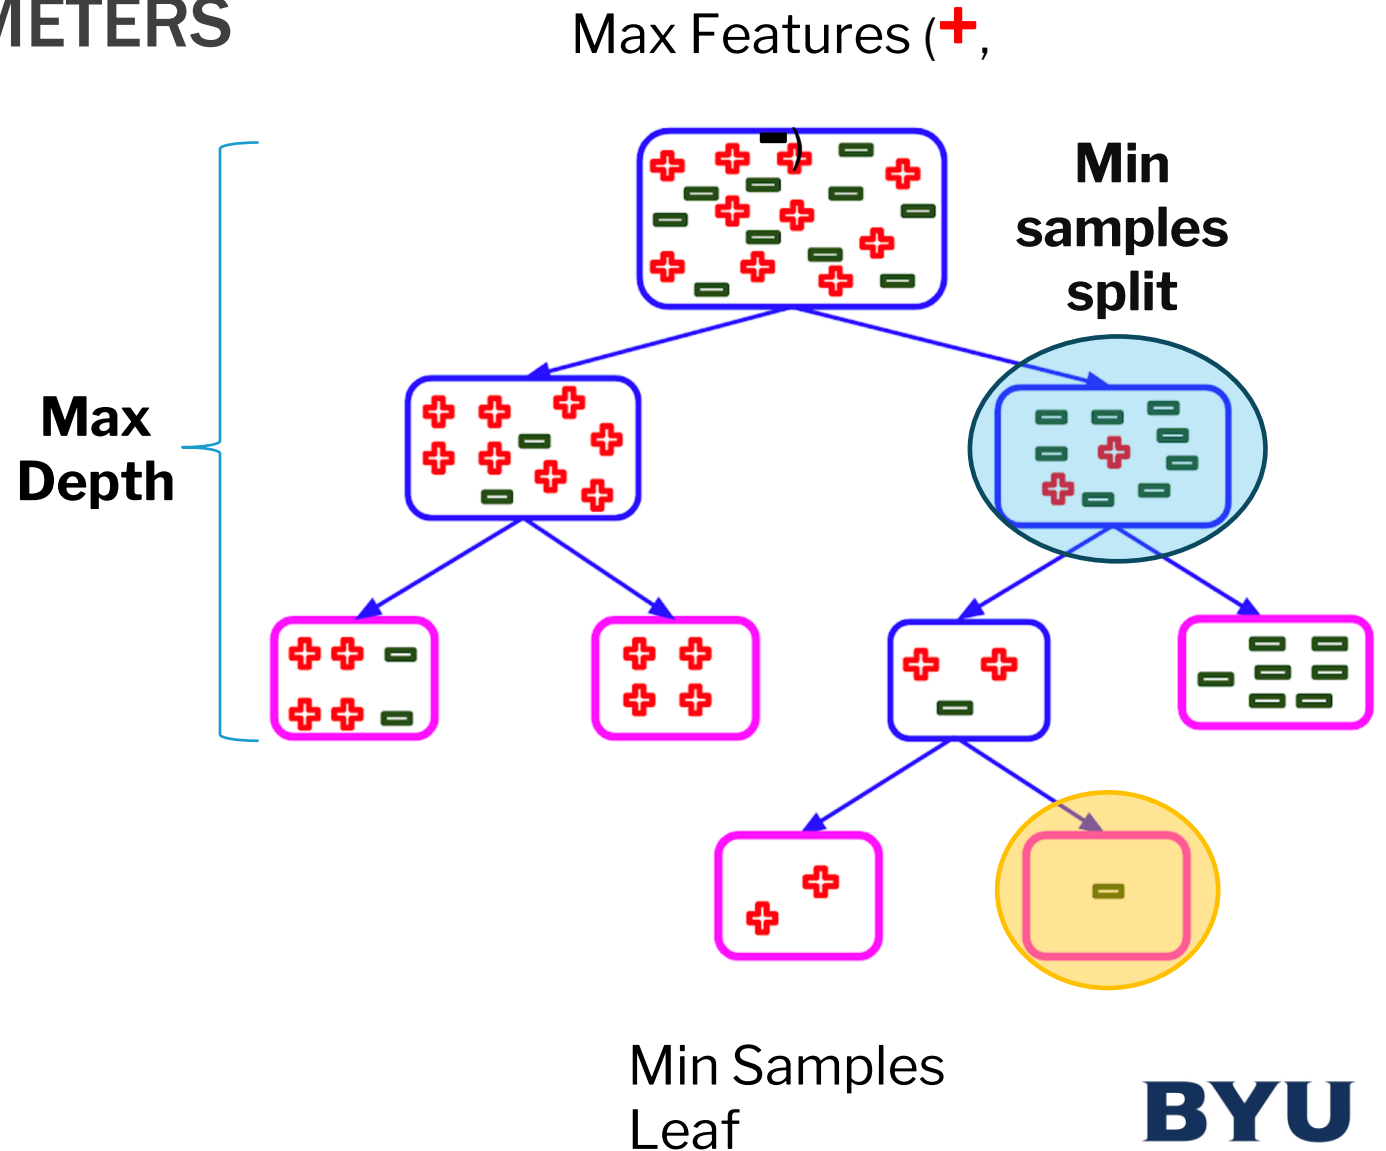 METERS
Max Features (+,
-)
Min
samples
split
Max
Depth
Min Samples
Leaf
BYU